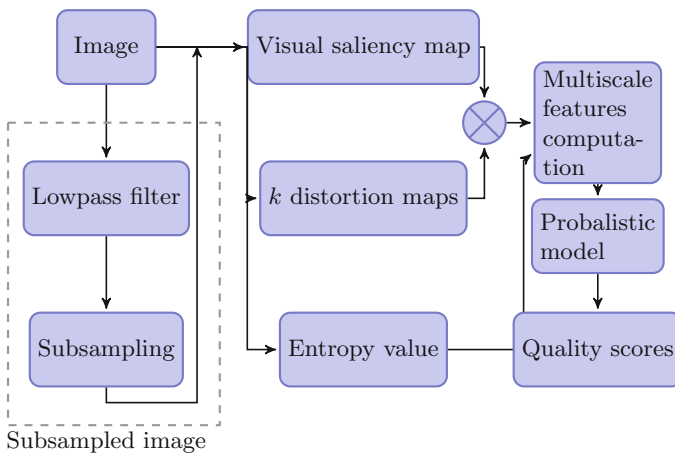 Image
Visual saliency map
Multiscale
features
computa-
tion
Lowpass filter
k distortion maps
Probalistic
model
Subsampling
Entropy value
Quality scores
Subsampled image